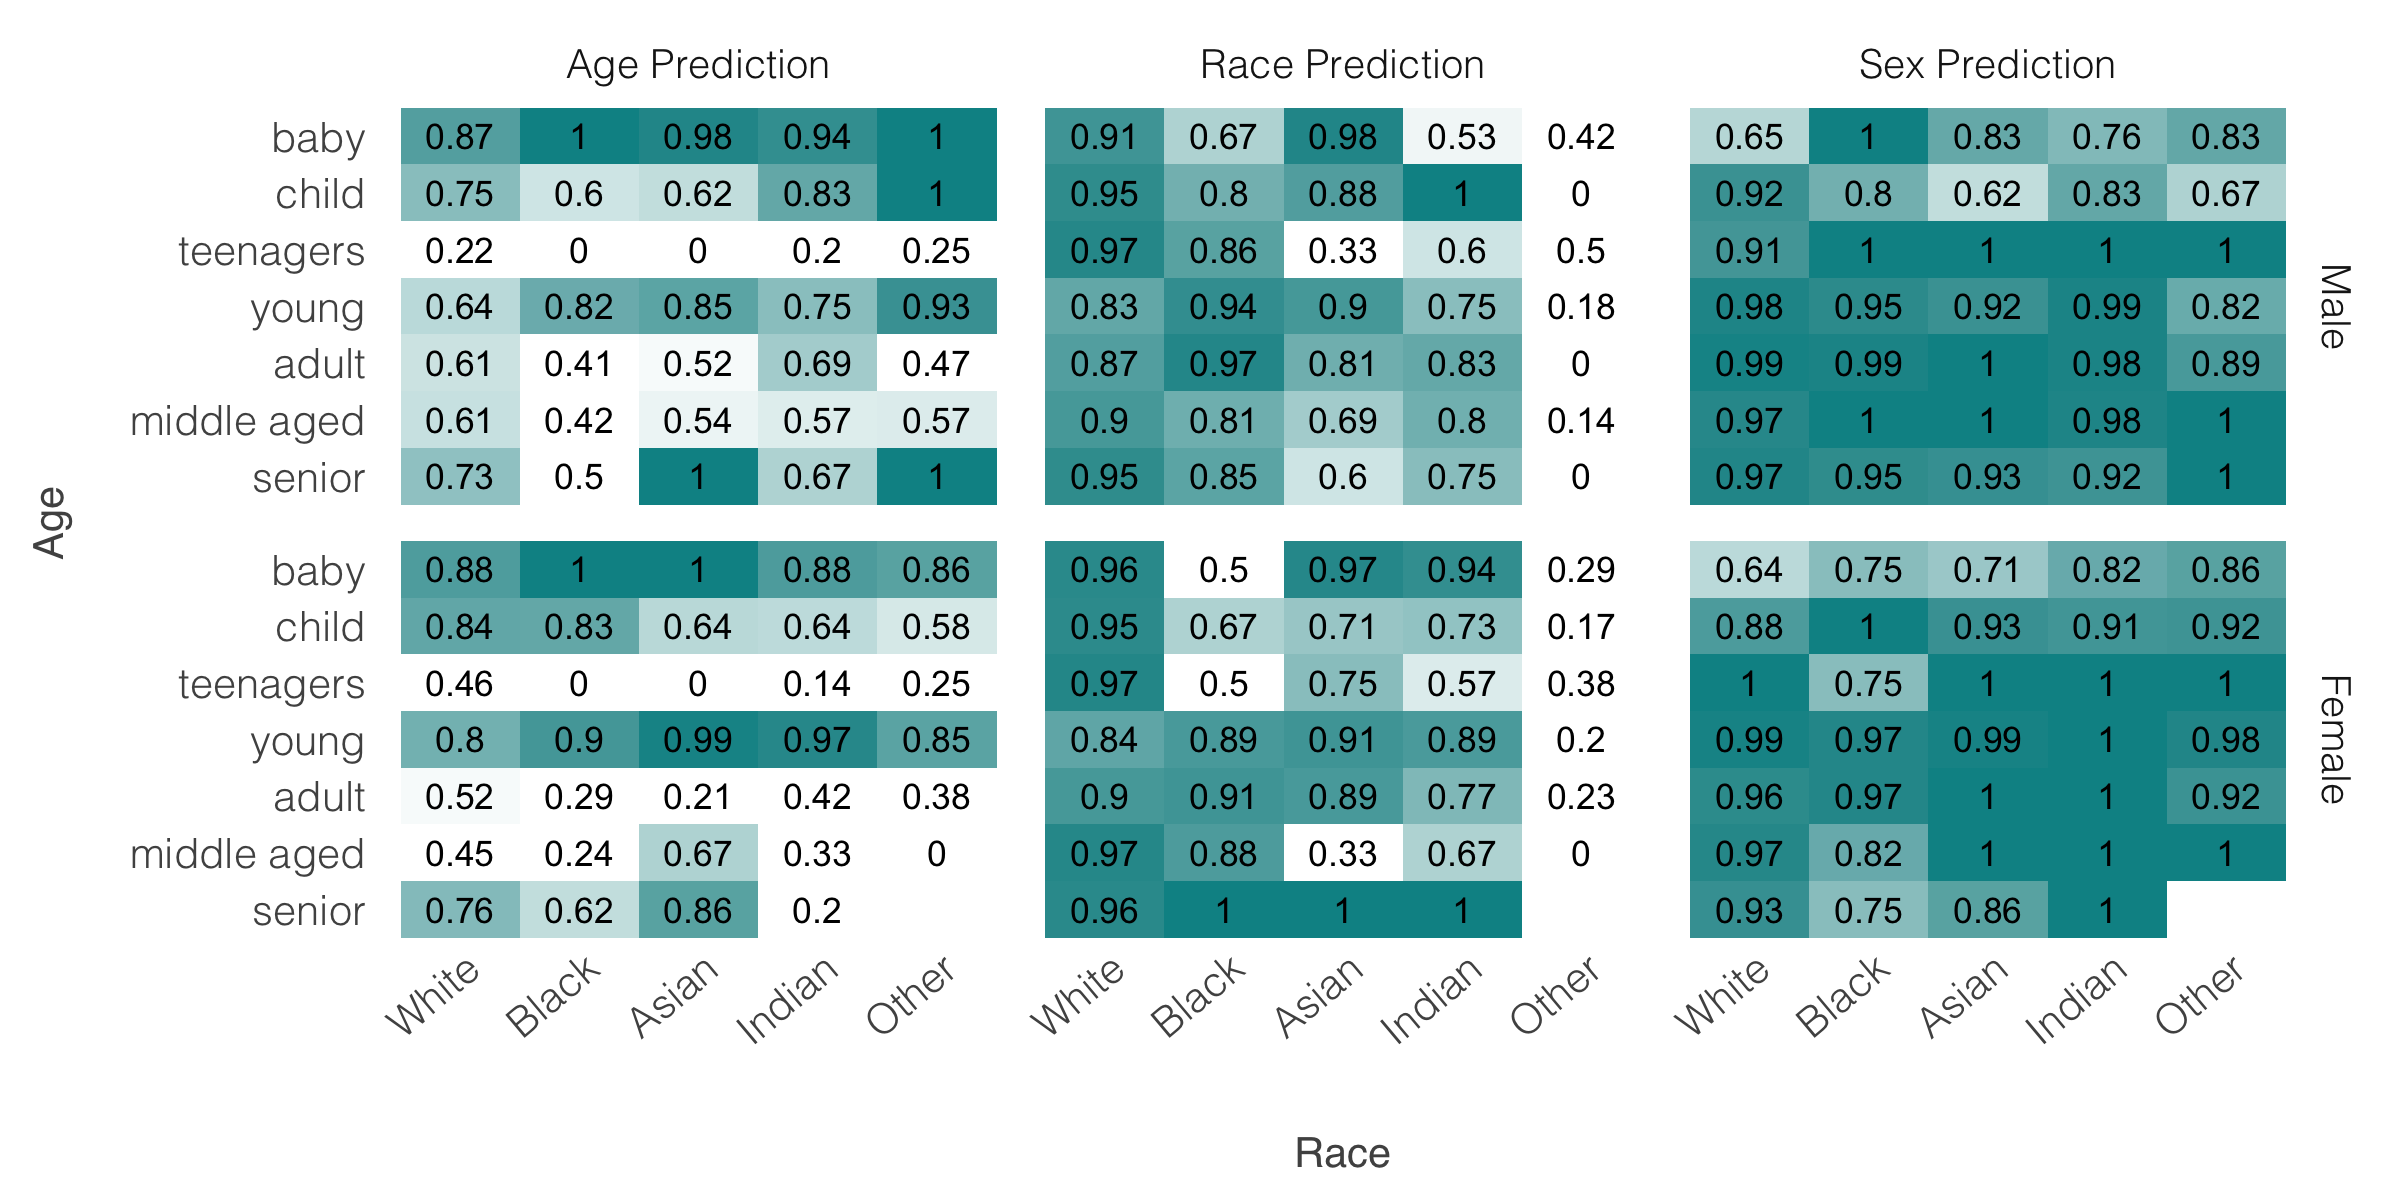 Age Prediction Race Prediction Sex Prediction
baby 0.87 1 0.98 0.94 1 0.91 0.67 0.98 0.53 0.42 0.65 1 0.83 0.76 0.83
child 0.75 0.6 0.62 0.83 1 0.95 0.8 0.88 1 0 0.92 0.8 0.62 0.83 0.67
teenagers 0.22 0 0 0.2 0.25 0.97 0.86 0.33 0.6 0.5 0.91 1 1 1 1
young 0.64 0.82 0.85 0.75 0.93 0.83 0.94 0.9 0.75 0.18 0.98 0.95 0.92 0.99 0.82
adult 0.61 0.41 0.52 0.69 0.47 0.87 0.97 0.81 0.83 0 0.99 0.99 1 0.98 0.89
middle aged 0.61 0.42 0.54 0.57 0.57 0.9 0.81 0.69 0.8 0.14 0.97 1 1 0.98 1
senior 0.73 0.5 1 0.67 1 0.95 0.85 0.6 0.75 0 0.97 0.95 0.93 0.92 1
Male
Age
baby 0.88 1 1 0.88 0.86 0.96 0.5 0.97 0.94 0.29 0.64 0.75 0.71 0.82 0.86
child 0.84 0.83 0.64 0.64 0.58 0.95 0.67 0.71 0.73 0.17 0.88 1 0.93 0.91 0.92
teenagers 0.46 0 0 0.14 0.25 0.97 0.5 0.75 0.57 0.38 1 0.75 1 1 1
young 0.8 0.9 0.99 0.97 0.85 0.84 0.89 0.91 0.89 0.2 0.99 0.97 0.99 1 0.98
adult 0.52 0.29 0.21 0.42 0.38 0.9 0.91 0.89 0.77 0.23 0.96 0.97 1 1 0.92
middle aged 0.45 0.24 0.67 0.33 0 0.97 0.88 0.33 0.67 0 0.97 0.82 1 1 1
senior 0.76 0.62 0.86 0.2 0.96 1 1 1 0.93 0.75 0.86 1
Female
White Black Asian Indian Other White Black Asian Indian Other White Black Asian Indian Other
Race